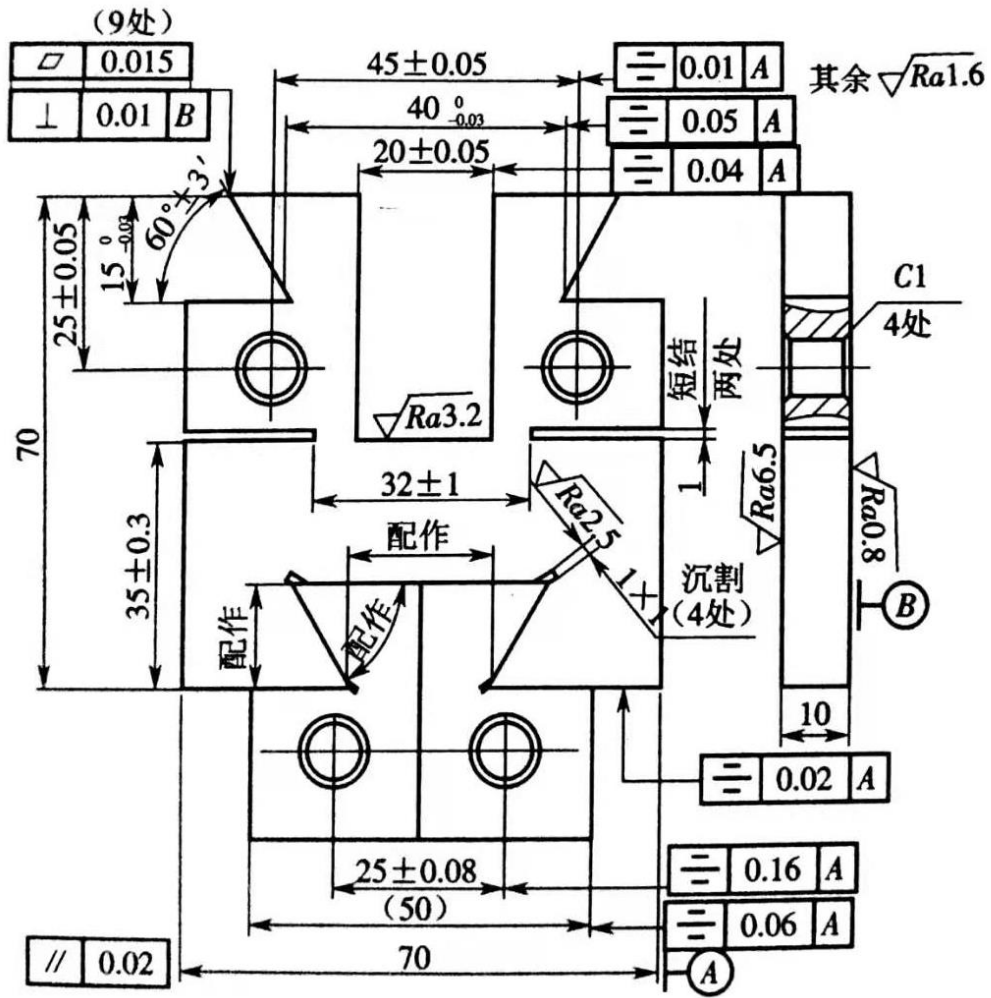 （9处）
⏥ 0.015
⊥ 0.01 B
45±0.05
⌯ 0.01 A
其余 √Ra1.6
40 0 -0.03
⌯ 0.05 A
20±0.05
⌯ 0.04 A
60°±3′
15 0 -0.03
25±0.05
70
C1
4处
短结
两处
Ra3.2
1
32±1
Ra2.5
Ra6.5
Ra0.8
配作
35±0.3
配作
配作
1×1
沉割
（4处）
B
10
⌯ 0.02 A
25±0.08
⌯ 0.16 A
（50）
⌯ 0.06 A
// 0.02
70
A